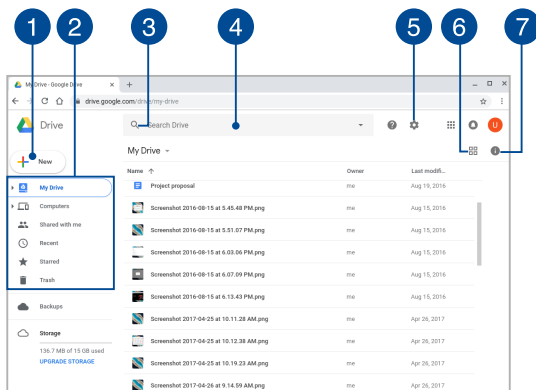 1 2 3 4 5 6 7
My Drive - Google Drive
drive.google.com/drive/my-drive
Drive
Search Drive
U
New
My Drive
Name Owner Last modifi...
My Drive
Computers
Shared with me
Recent
Starred
Trash
Backups
Storage
136.7 MB of 15 GB used
UPGRADE STORAGE
Project proposal me Aug 19, 2016
Screenshot 2016-08-15 at 5.45.48 PM.png me Aug 15, 2016
Screenshot 2016-08-15 at 5.51.07 PM.png me Aug 15, 2016
Screenshot 2016-08-15 at 6.03.06 PM.png me Aug 15, 2016
Screenshot 2016-08-15 at 6.07.09 PM.png me Aug 15, 2016
Screenshot 2016-08-15 at 6.13.43 PM.png me Aug 15, 2016
Screenshot 2017-04-25 at 10.11.28 AM.png me Apr 26, 2017
Screenshot 2017-04-25 at 10.12.38 AM.png me Apr 26, 2017
Screenshot 2017-04-25 at 10.19.23 AM.png me Apr 26, 2017
Screenshot 2017-04-26 at 9.14.59 AM.png me Apr 26, 2017